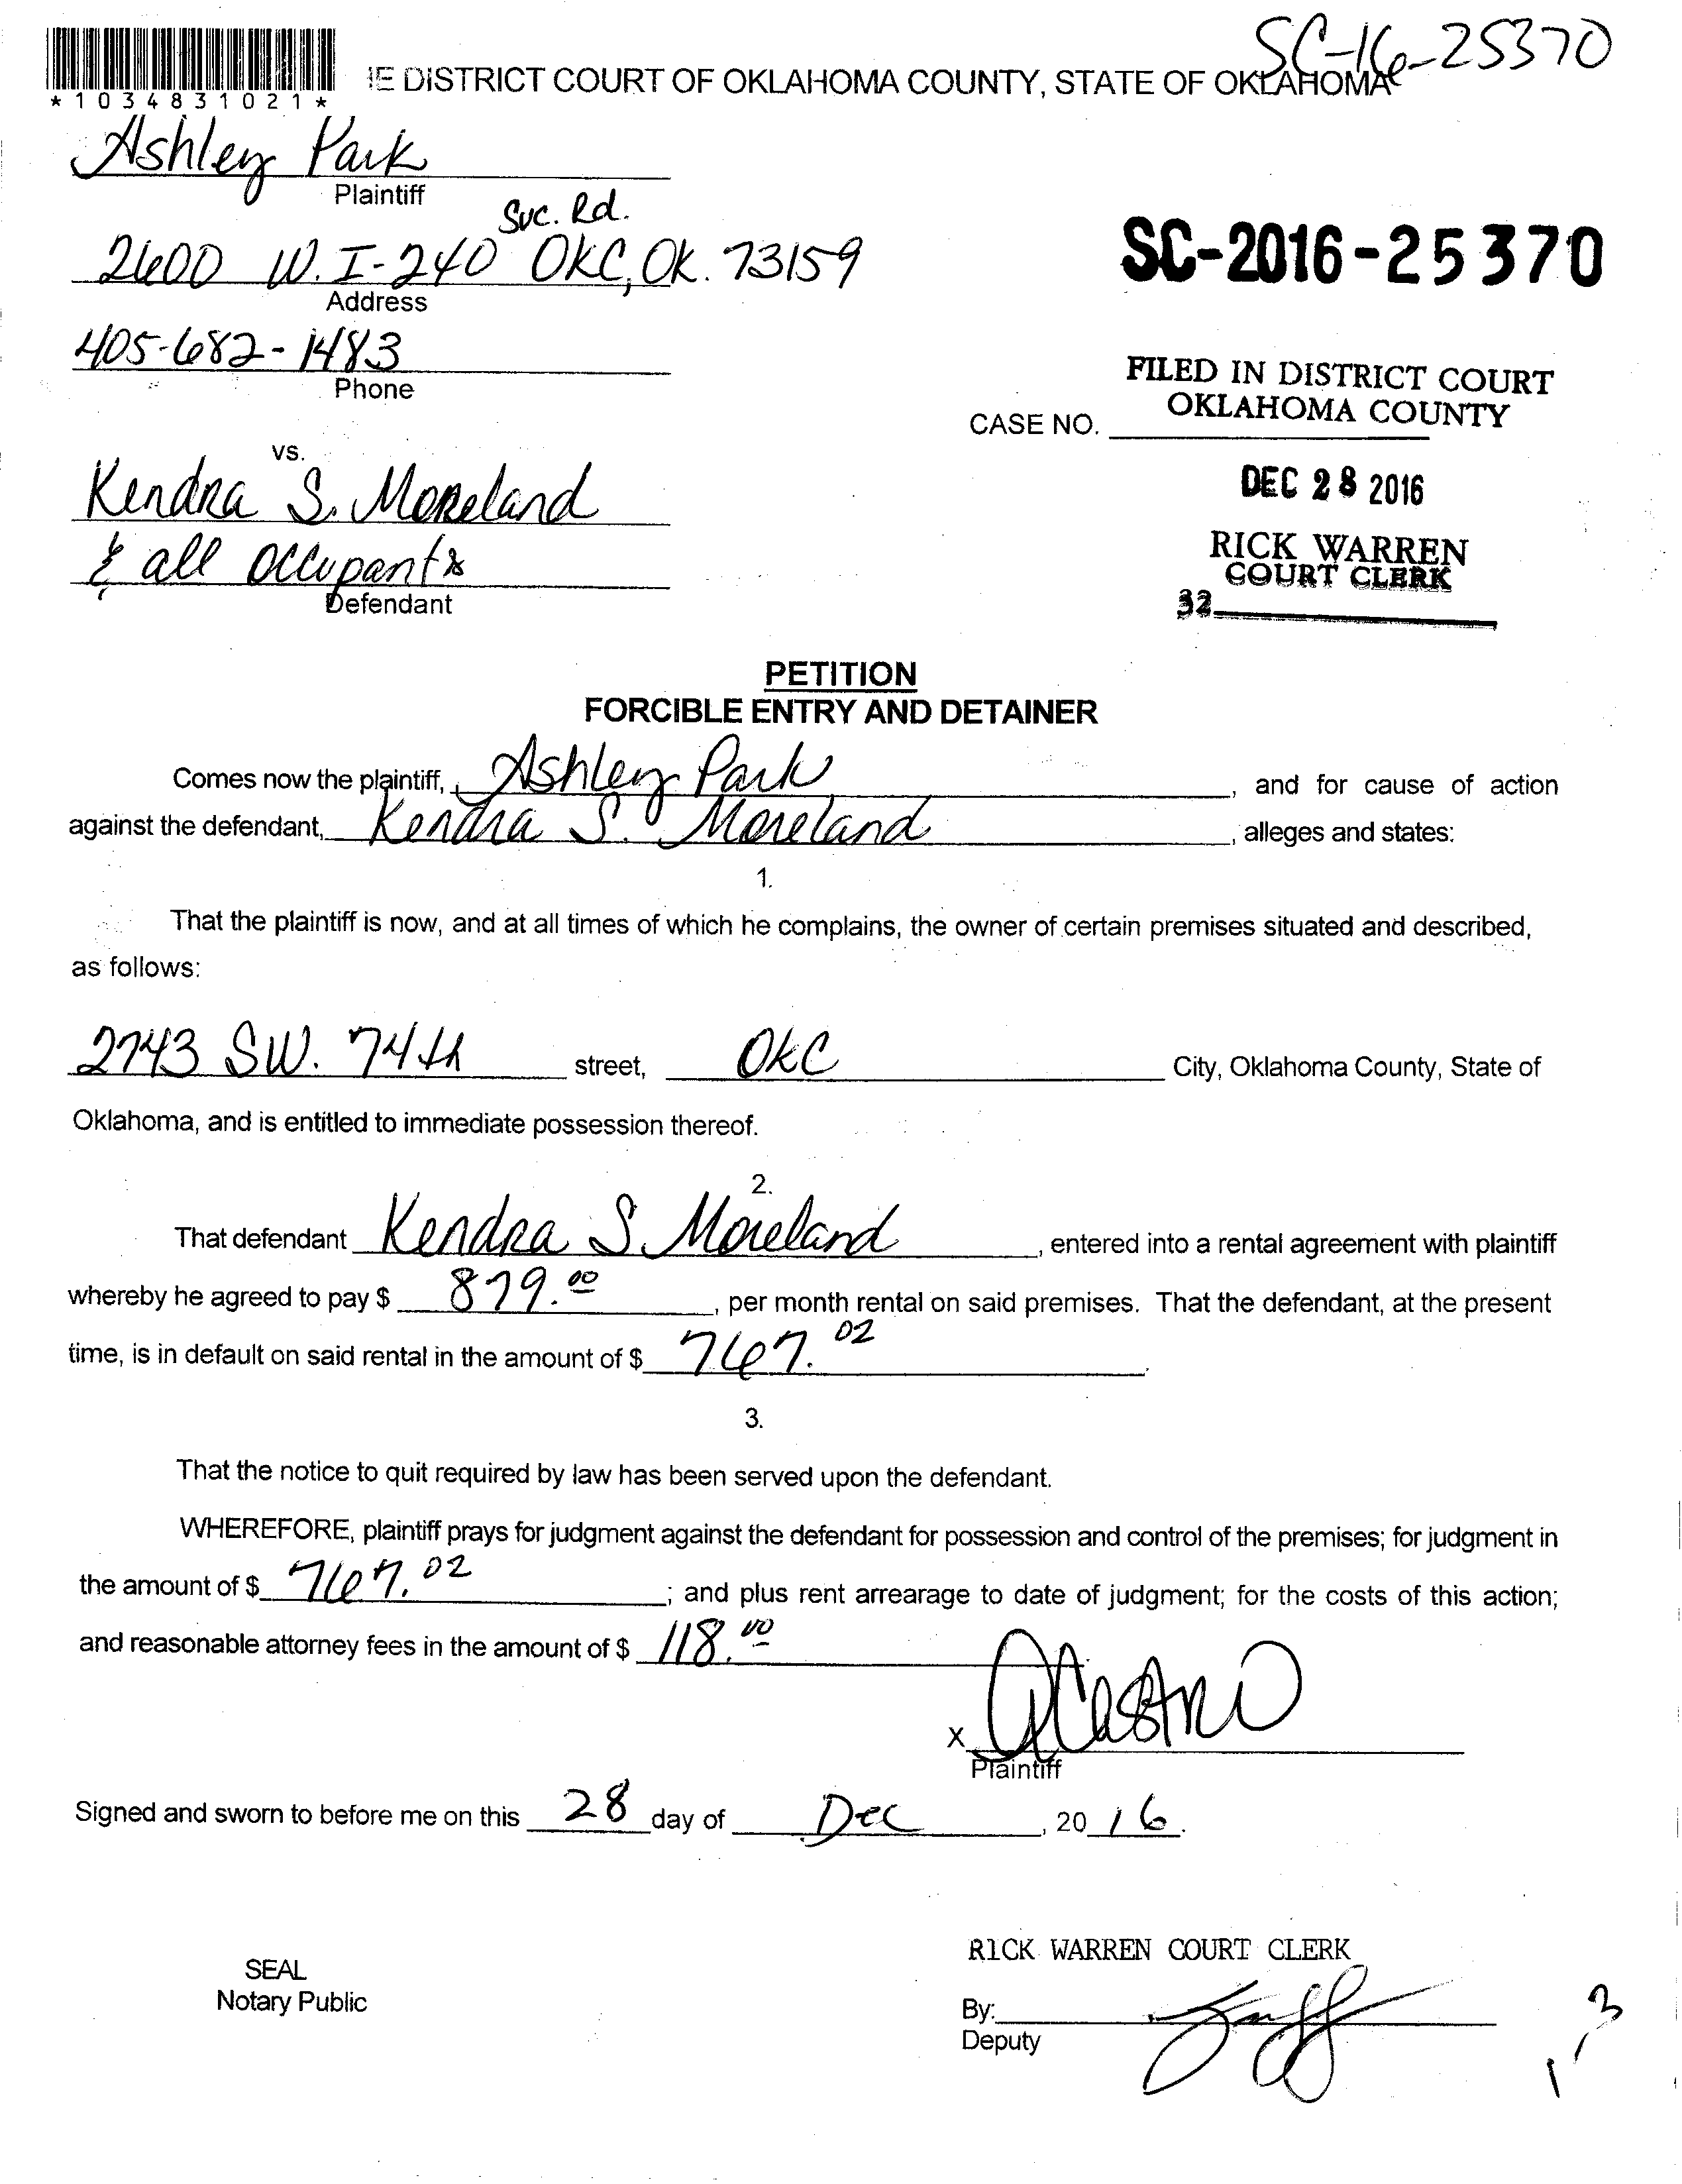 SC-16-25370
IE DISTRICT COURT OF OKLAHOMA COUNTY, STATE OF OKLAHOMA
*1034831021*
Ashley Park
Plaintiff
Svc. Rd.
2600 W. I-240 OKC, OK. 73159
Address
SC-2016-25370
405-682-1483
Phone
FILED IN DISTRICT COURT
OKLAHOMA COUNTY
CASE NO.
vs.
Kendra S. Moreland
DEC 28 2016
& all occupants
Defendant
RICK WARREN
COURT CLERK
32
PETITION
FORCIBLE ENTRY AND DETAINER
Comes now the plaintiff, Ashley Park, and for cause of action
against the defendant, Kendra S. Moreland, alleges and states:
1.
That the plaintiff is now, and at all times of which he complains, the owner of certain premises situated and described,
as follows:
2743 SW. 74th street, OKC City, Oklahoma County, State of
Oklahoma, and is entitled to immediate possession thereof.
2.
That defendant Kendra S Moreland, entered into a rental agreement with plaintiff
whereby he agreed to pay $ 879.00, per month rental on said premises. That the defendant, at the present
time, is in default on said rental in the amount of $ 767.02.
3.
That the notice to quit required by law has been served upon the defendant.
WHEREFORE, plaintiff prays for judgment against the defendant for possession and control of the premises; for judgment in
the amount of $ 767.02; and plus rent arrearage to date of judgment; for the costs of this action;
and reasonable attorney fees in the amount of $ 118.00
X ACastro
Plaintiff
Signed and sworn to before me on this 28 day of Dec, 2016.
RICK WARREN COURT CLERK
SEAL
Notary Public
By:
Deputy